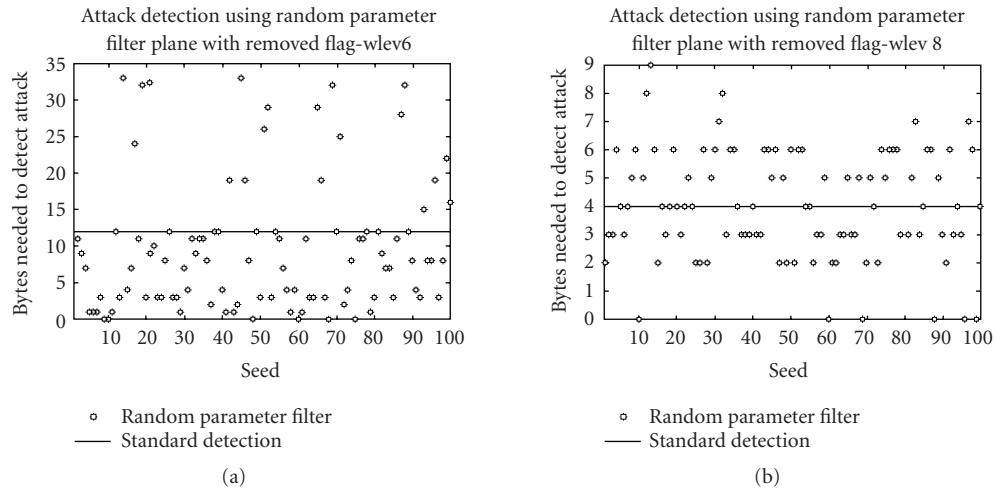 Attack detection using random parameter
filter plane with removed flag-wlev6
Bytes needed to detect attack
35
30
25
20
15
10
5
0
10 20 30 40 50 60 70 80 90 100
Seed
Random parameter filter
Standard detection
(a)
Attack detection using random parameter
filter plane with removed flag-wlev 8
Bytes needed to detect attack
9
8
7
6
5
4
3
2
1
0
10 20 30 40 50 60 70 80 90 100
Seed
Random parameter filter
Standard detection
(b)